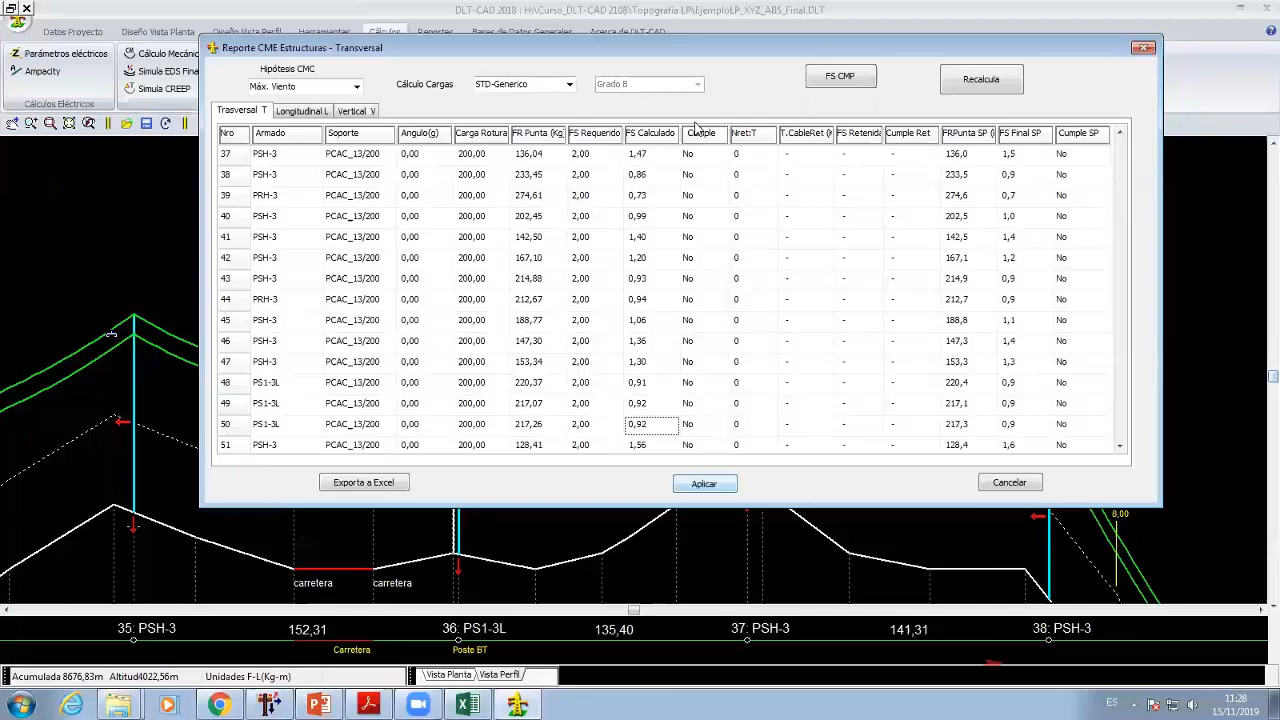 DLT-CAD 2018 : H:\Curso_DLT-CAD 2108\Topografia LP\EjemploLP_XYZ_ABS_Final.DLT
Datos Proyecto Diseño Vista Planta Diseño Vista Perfil Herramientas Cálculos Reportes Bases de Datos Generales Acerca de DLT-CAD
Reporte CME Estructuras - Transversal
Parámetros eléctricos
Ampacity
Cálculos Eléctricos
Cálculo Mecánic
Simula EDS Fina
Simula CREEP
Hipótesis CMC
Máx. Viento
Cálculo Cargas
STD-Generico
Grado B
FS CMP
Recalcula
Trasversal T Longitudinal L Vertical V
Nro Armado Soporte Angulo(g) Carga Rotura FR Punta (Kg, FS Requerido FS Calculado Cumple Nret:T T.CableRet (K FS Retenida Cumple Ret FRPunta SP ( FS Final SP Cumple SP
37 PSH-3 PCAC_13/200 0,00 200,00 136,04 2,00 1,47 No 0 - - - 136,0 1,5 No
38 PSH-3 PCAC_13/200 0,00 200,00 233,45 2,00 0,86 No 0 - - - 233,5 0,9 No
39 PRH-3 PCAC_13/200 0,00 200,00 274,61 2,00 0,73 No 0 - - - 274,6 0,7 No
40 PSH-3 PCAC_13/200 0,00 200,00 202,45 2,00 0,99 No 0 - - - 202,5 1,0 No
41 PSH-3 PCAC_13/200 0,00 200,00 142,50 2,00 1,40 No 0 - - - 142,5 1,4 No
42 PSH-3 PCAC_13/200 0,00 200,00 167,10 2,00 1,20 No 0 - - - 167,1 1,2 No
43 PSH-3 PCAC_13/200 0,00 200,00 214,88 2,00 0,93 No 0 - - - 214,9 0,9 No
44 PRH-3 PCAC_13/200 0,00 200,00 212,67 2,00 0,94 No 0 - - - 212,7 0,9 No
45 PSH-3 PCAC_13/200 0,00 200,00 188,77 2,00 1,06 No 0 - - - 188,8 1,1 No
46 PSH-3 PCAC_13/200 0,00 200,00 147,30 2,00 1,36 No 0 - - - 147,3 1,4 No
47 PSH-3 PCAC_13/200 0,00 200,00 153,34 2,00 1,30 No 0 - - - 153,3 1,3 No
48 PS1-3L PCAC_13/200 0,00 200,00 220,37 2,00 0,91 No 0 - - - 220,4 0,9 No
49 PS1-3L PCAC_13/200 0,00 200,00 217,07 2,00 0,92 No 0 - - - 217,1 0,9 No
50 PS1-3L PCAC_13/200 0,00 200,00 217,26 2,00 0,92 No 0 - - - 217,3 0,9 No
51 PSH-3 PCAC_13/200 0,00 200,00 128,41 2,00 1,56 No 0 - - - 128,4 1,6 No
Exporta a Excel Aplicar Cancelar
8,00
carretera carretera
35: PSH-3 152,31 36: PS1-3L 135,40 37: PSH-3 141,31 38: PSH-3
Carretera Poste BT
Acumulada 8676,83m Altitud4022,56m Unidades F-L(Kg-m) Vista Planta Vista Perfil
ES
11:28
15/11/2019